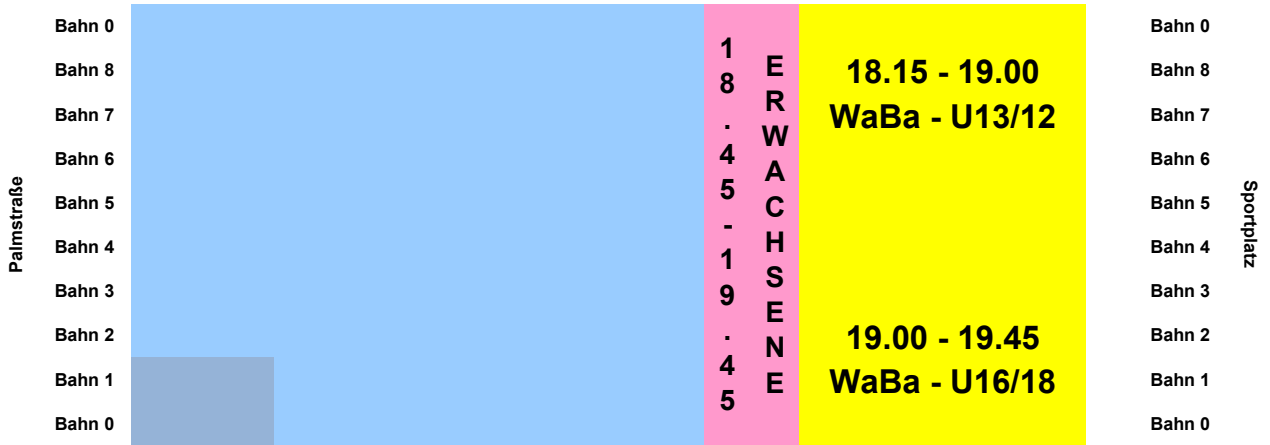 Palmstraße
Bahn 0
Bahn 8
Bahn 7
Bahn 6
Bahn 5
Bahn 4
Bahn 3
Bahn 2
Bahn 1
Bahn 0
18.45-19.45
ERWACHSENE
18.15 - 19.00
WaBa - U13/12
19.00 - 19.45
WaBa - U16/18
Bahn 0
Bahn 8
Bahn 7
Bahn 6
Bahn 5
Bahn 4
Bahn 3
Bahn 2
Bahn 1
Bahn 0
Sportplatz